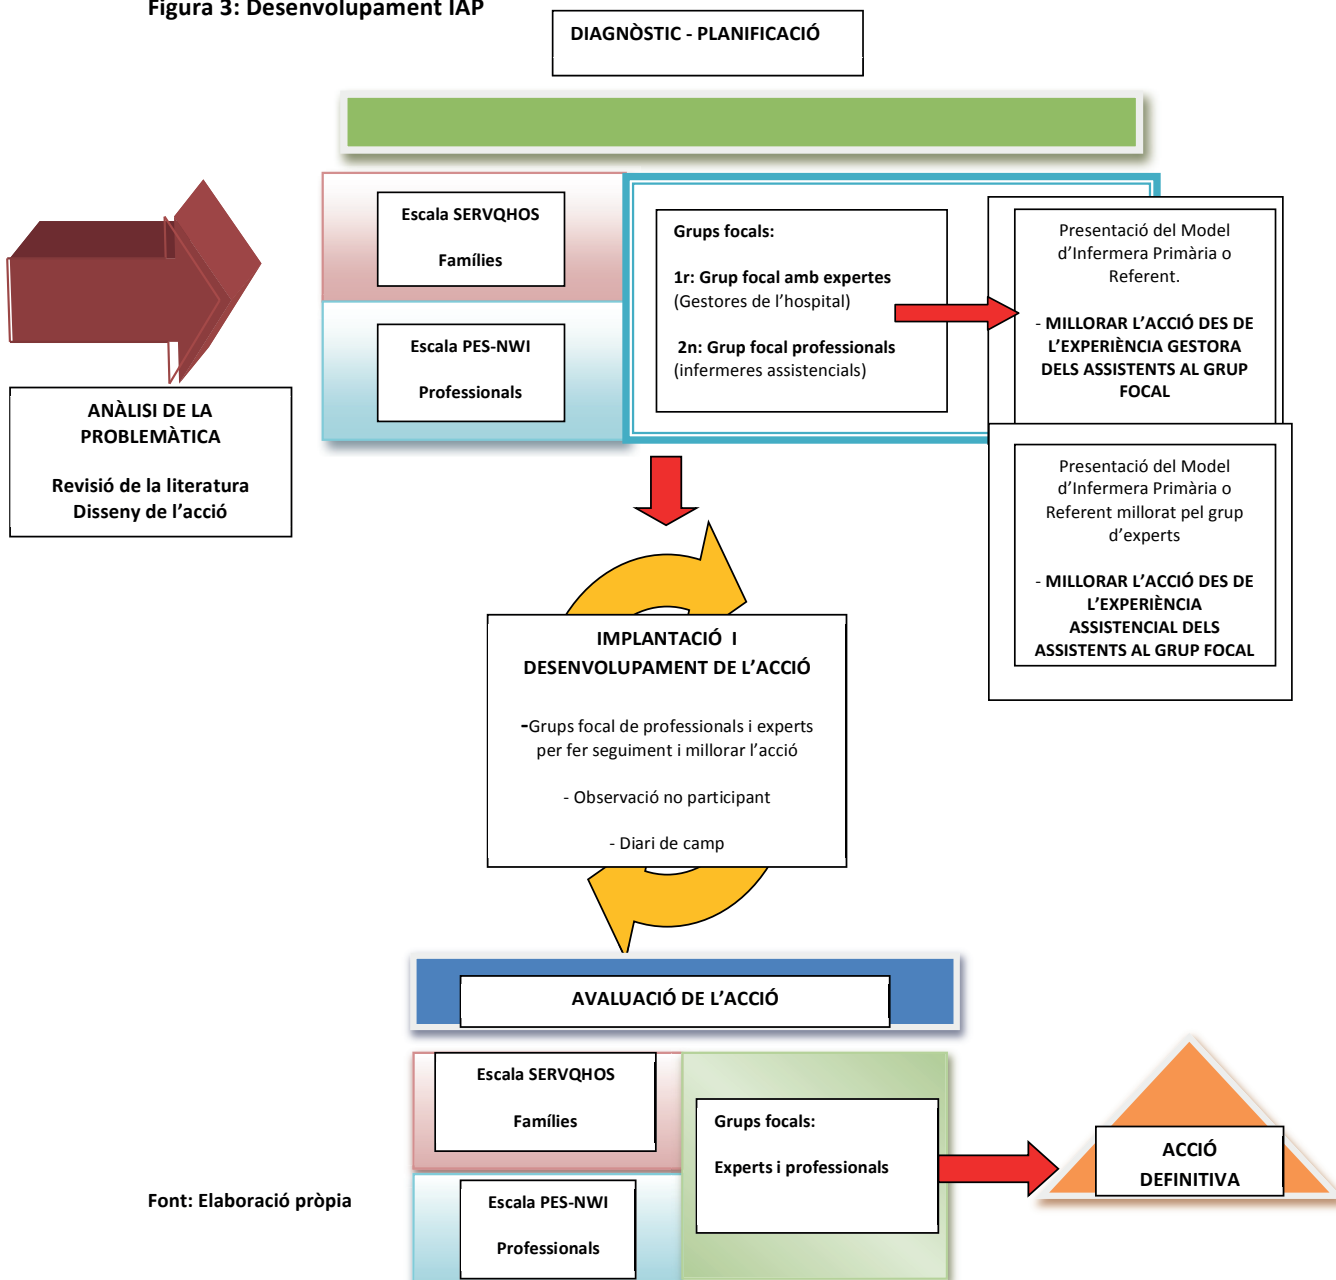 Figura 3: Desenvolupament IAP
DIAGNÒSTIC - PLANIFICACIÓ
ANÀLISI DE LA
PROBLEMÀTICA
Revisió de la literatura
Disseny de l’acció
Escala SERVQHOS
Famílies
Escala PES-NWI
Professionals
Grups focals:
1r: Grup focal amb expertes
(Gestores de l’hospital)
2n: Grup focal professionals
(infermeres assistencials)
Presentació del Model
d’Infermera Primària o
Referent.
- MILLORAR L’ACCIÓ DES DE
L’EXPERIÈNCIA GESTORA
DELS ASSISTENTS AL GRUP
FOCAL
Presentació del Model
d’Infermera Primària o
Referent millorat pel grup
d’experts
- MILLORAR L’ACCIÓ DES DE
L’EXPERIÈNCIA
ASSISTENCIAL DELS
ASSISTENTS AL GRUP FOCAL
IMPLANTACIÓ I
DESENVOLUPAMENT DE L’ACCIÓ
-Grups focal de professionals i experts
per fer seguiment i millorar l’acció
- Observació no participant
- Diari de camp
AVALUACIÓ DE L’ACCIÓ
Escala SERVQHOS
Famílies
Escala PES-NWI
Professionals
Grups focals:
Experts i professionals
ACCIÓ
DEFINITIVA
Font: Elaboració pròpia